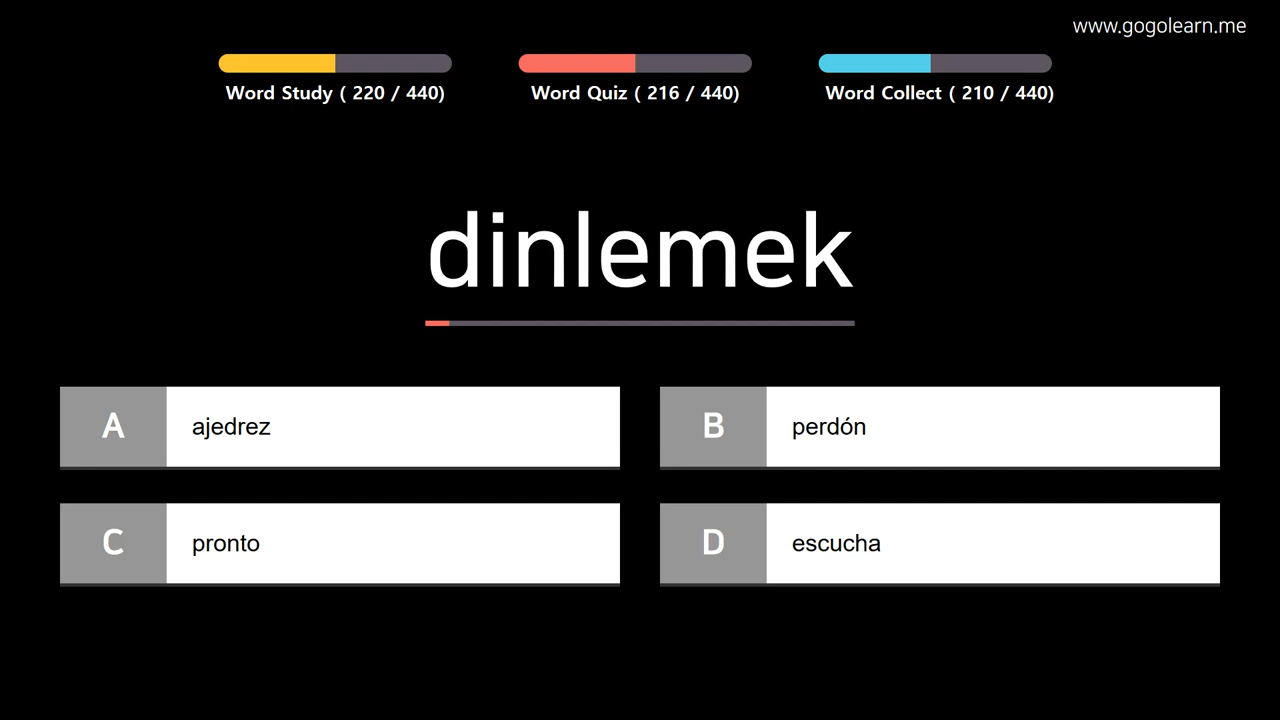 www.gogolearn.me
Word Study ( 220 / 440)
Word Quiz ( 216 / 440)
Word Collect ( 210 / 440)
dinlemek
A ajedrez
B perdón
C pronto
D escucha